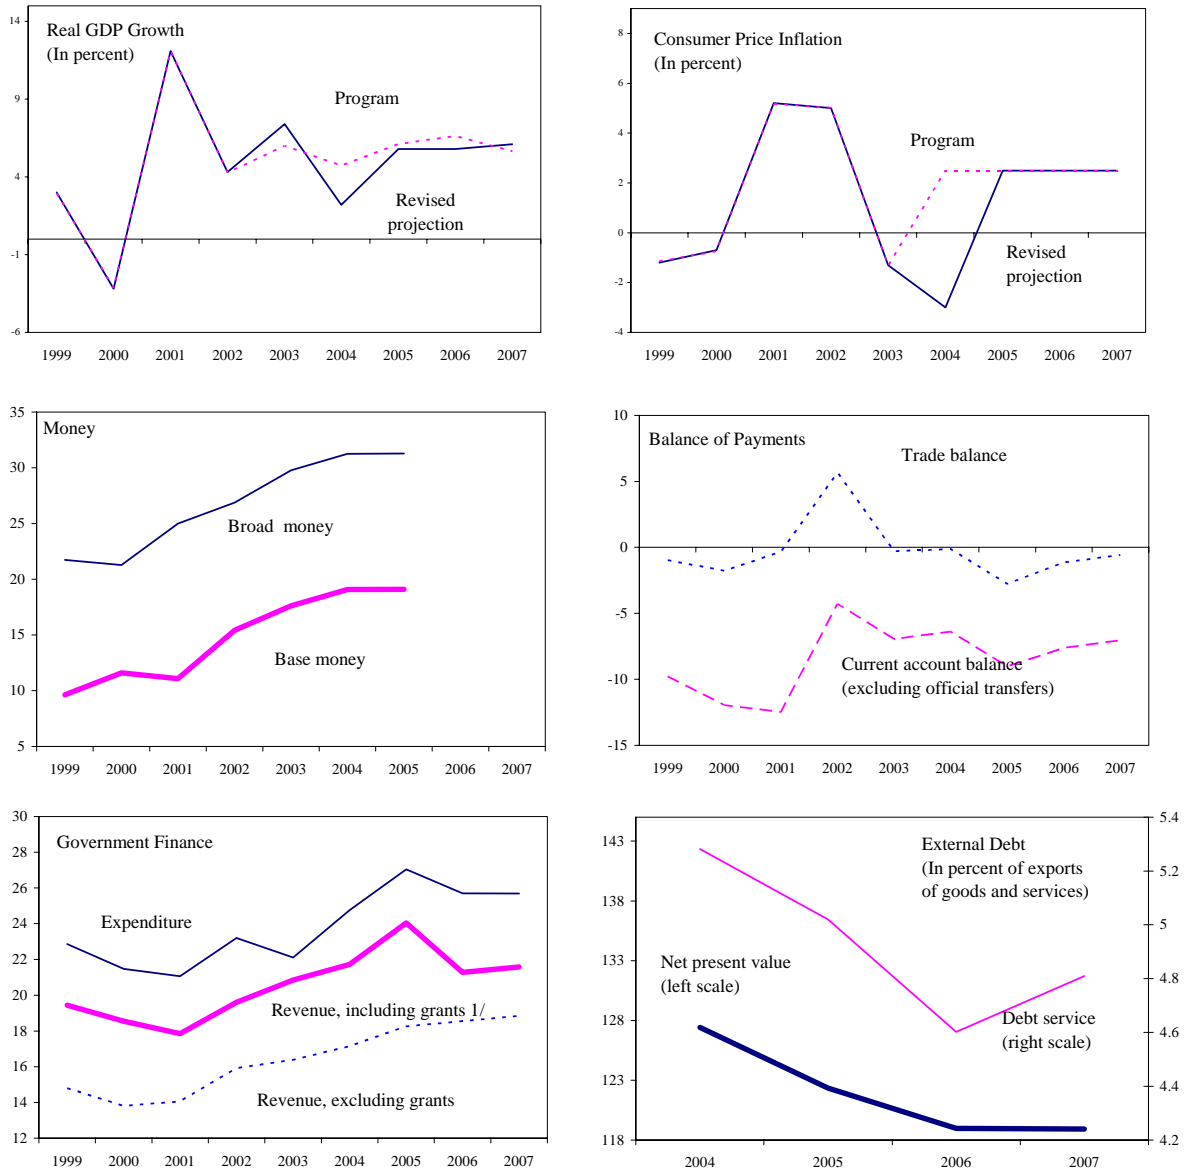 Real GDP Growth
(In percent)
14
9
4
-1
-6
Program
Revised
projection
1999 2000 2001 2002 2003 2004 2005 2006 2007
Consumer Price Inflation
(In percent)
8
6
4
2
0
-2
-4
Program
Revised
projection
1999 2000 2001 2002 2003 2004 2005 2006 2007
Money
35
30
25
20
15
10
5
Broad money
Base money
1999 2000 2001 2002 2003 2004 2005 2006 2007
Balance of Payments
10
5
0
-5
-10
-15
Trade balance
Current account balance
(excluding official transfers)
1999 2000 2001 2002 2003 2004 2005 2006 2007
Government Finance
30
28
26
24
22
20
18
16
14
12
Expenditure
Revenue, including grants 1/
Revenue, excluding grants
1999 2000 2001 2002 2003 2004 2005 2006 2007
External Debt
(In percent of exports
of goods and services)
143
138
133
128
123
118
Net present value
(left scale)
Debt service
(right scale)
5.4
5.2
5
4.8
4.6
4.4
4.2
2004 2005 2006 2007